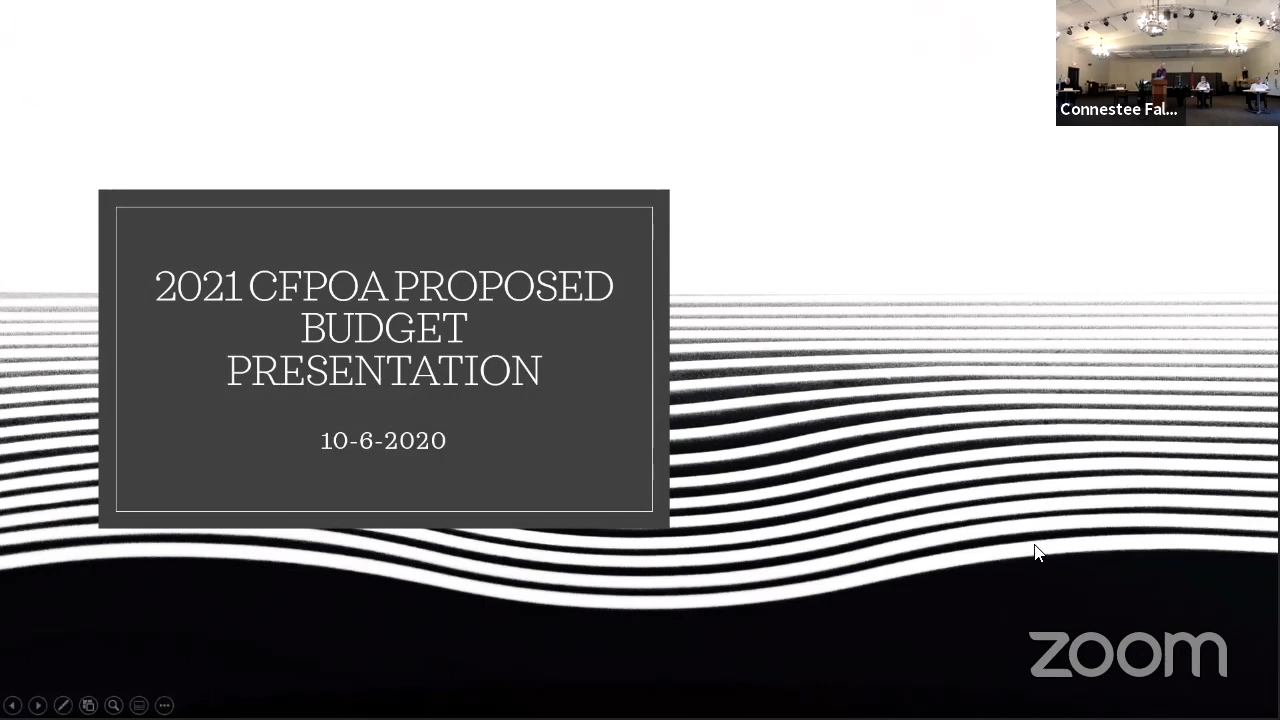 Connestee Fal...
2021 CFPOA PROPOSED
BUDGET
PRESENTATION
10-6-2020
zoom